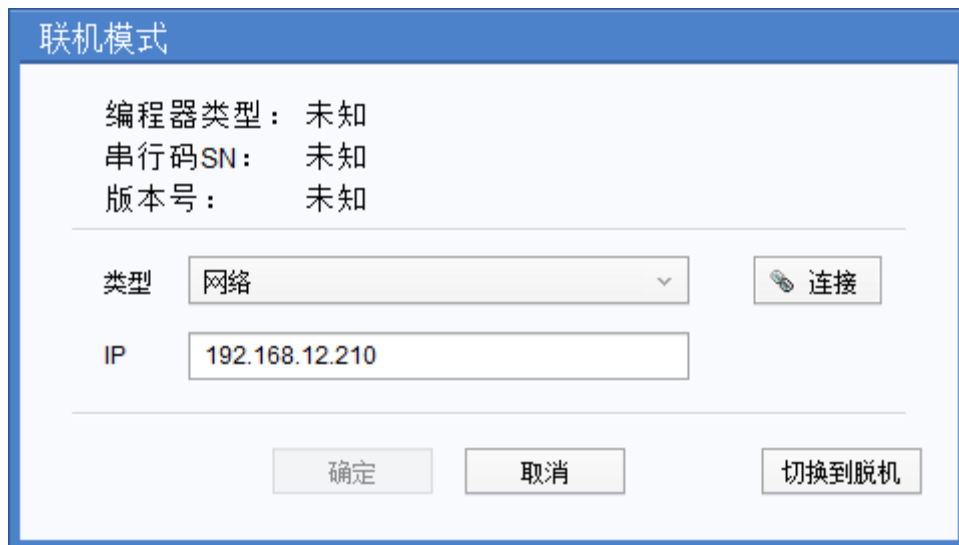 联机模式
编程器类型： 未知
串行码SN： 未知
版本号： 未知
类型 网络 连接
IP 192.168.12.210
确定 取消 切换到脱机